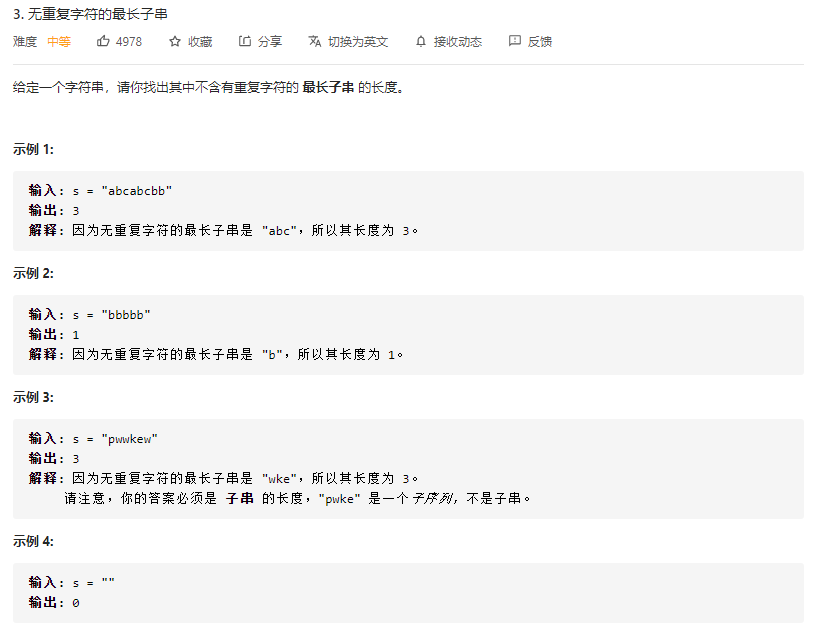 3. 无重复字符的最长子串
难度 中等 4978 收藏 分享 切换为英文 接收动态 反馈
给定一个字符串，请你找出其中不含有重复字符的 最长子串 的长度。
示例 1:
输入: s = "abcabcbb"
输出: 3
解释: 因为无重复字符的最长子串是 "abc"，所以其长度为 3。
示例 2:
输入: s = "bbbbb"
输出: 1
解释: 因为无重复字符的最长子串是 "b"，所以其长度为 1。
示例 3:
输入: s = "pwwkew"
输出: 3
解释: 因为无重复字符的最长子串是 "wke"，所以其长度为 3。
请注意，你的答案必须是 子串 的长度，"pwke" 是一个子序列，不是子串。
示例 4:
输入: s = ""
输出: 0